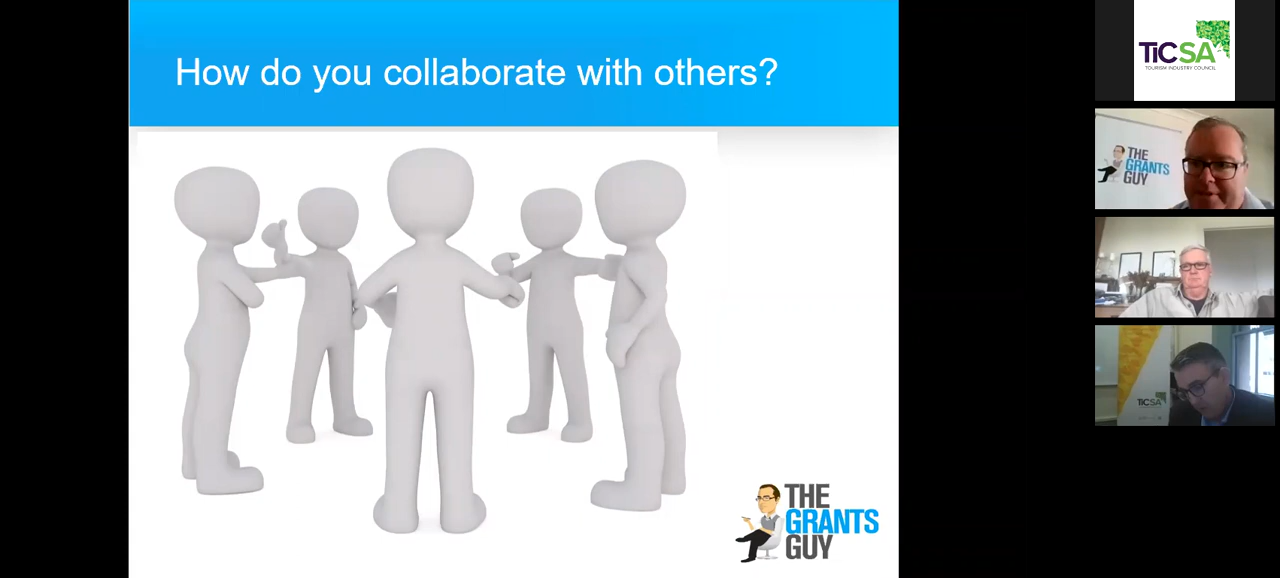 How do you collaborate with others?
THE
GRANTS
GUY
TiCSA
TOURISM INDUSTRY COUNCIL
THE
GRANTS
GUY
TiCSA